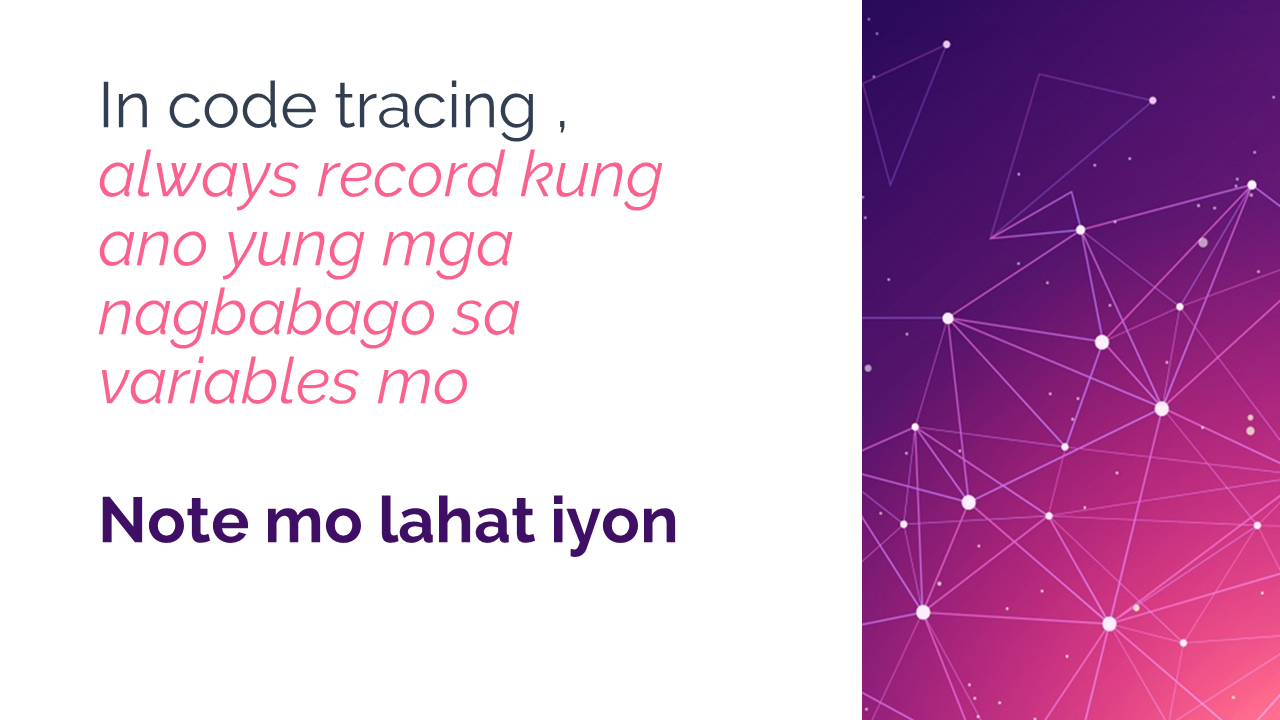 In code tracing ,
always record kung
ano yung mga
nagbabago sa
variables mo
Note mo lahat iyon